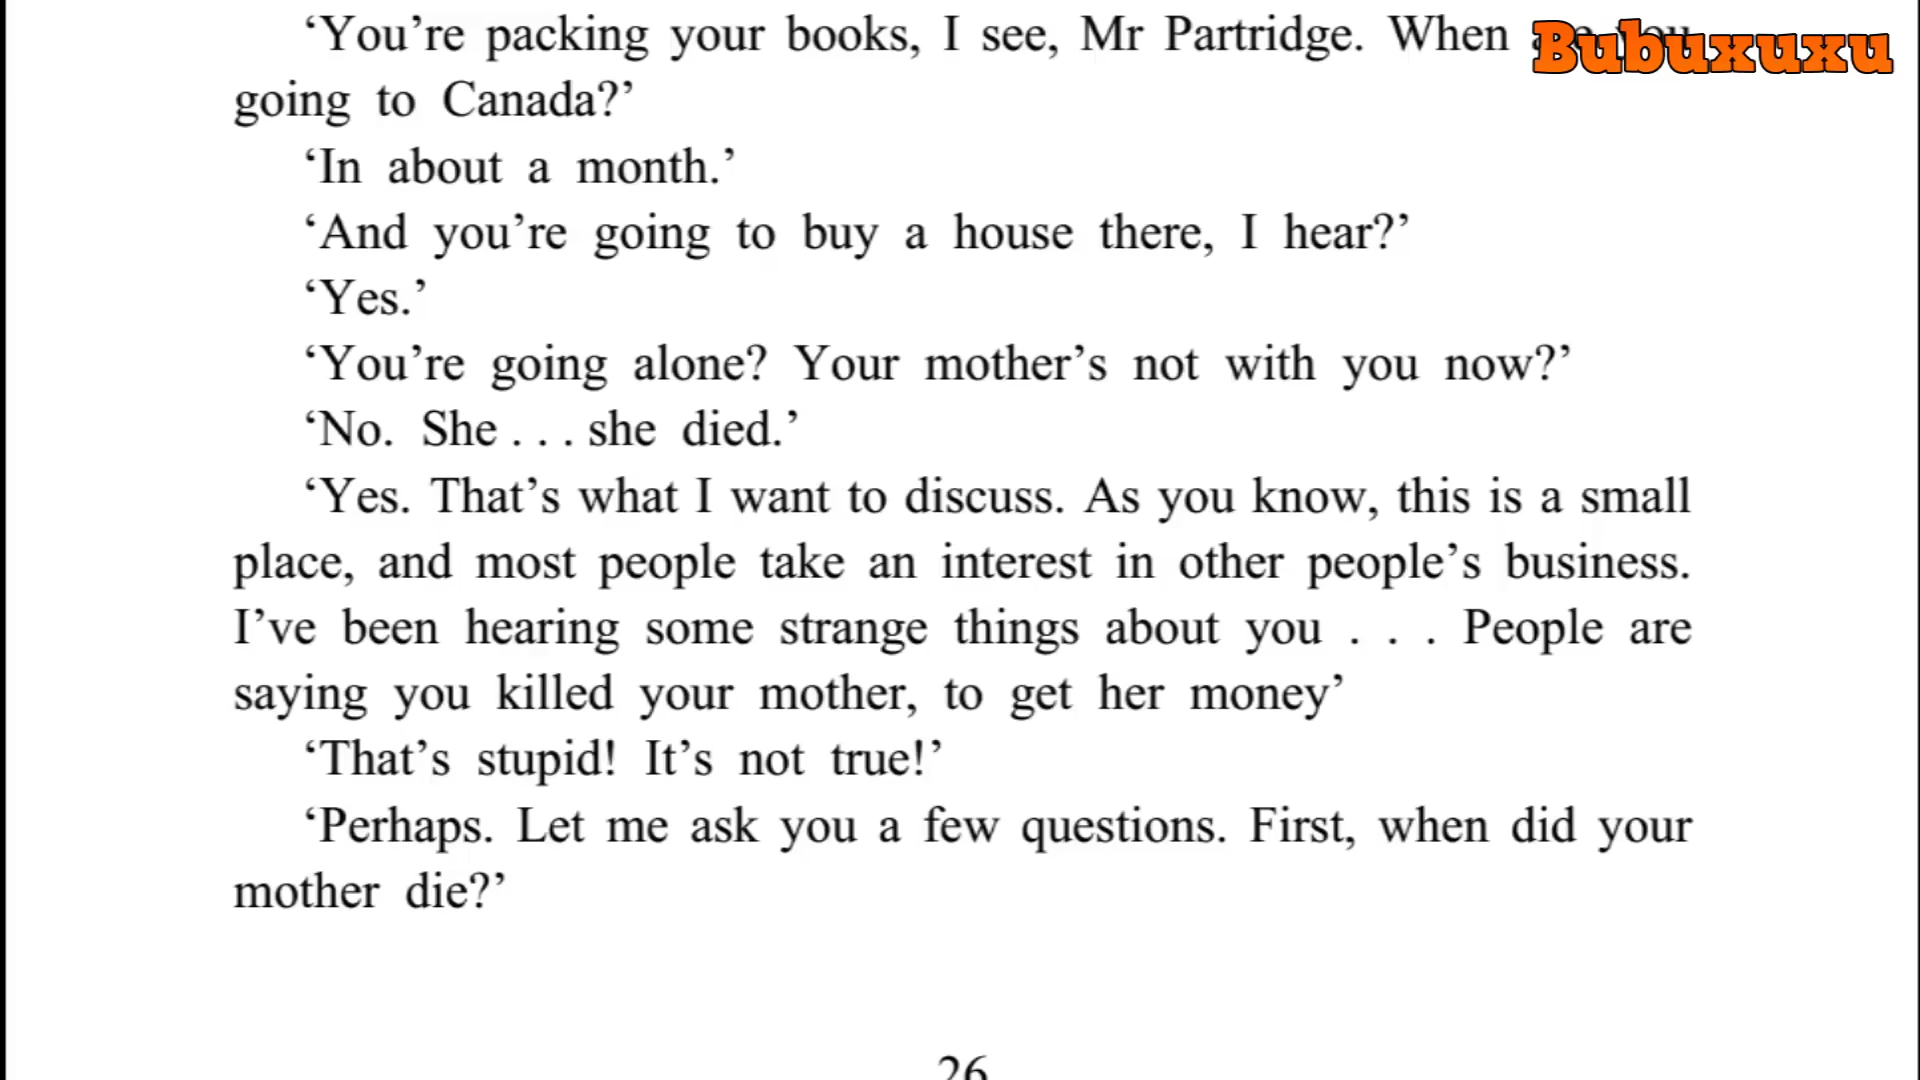 ‘You’re packing your books, I see, Mr Partridge. When
Bubuxuxu
going to Canada?’
‘In about a month.’
‘And you’re going to buy a house there, I hear?’
‘Yes.’
‘You’re going alone? Your mother’s not with you now?’
‘No. She . . . she died.’
‘Yes. That’s what I want to discuss. As you know, this is a small
place, and most people take an interest in other people’s business.
I’ve been hearing some strange things about you . . . People are
saying you killed your mother, to get her money’
‘That’s stupid! It’s not true!’
‘Perhaps. Let me ask you a few questions. First, when did your
mother die?’
26